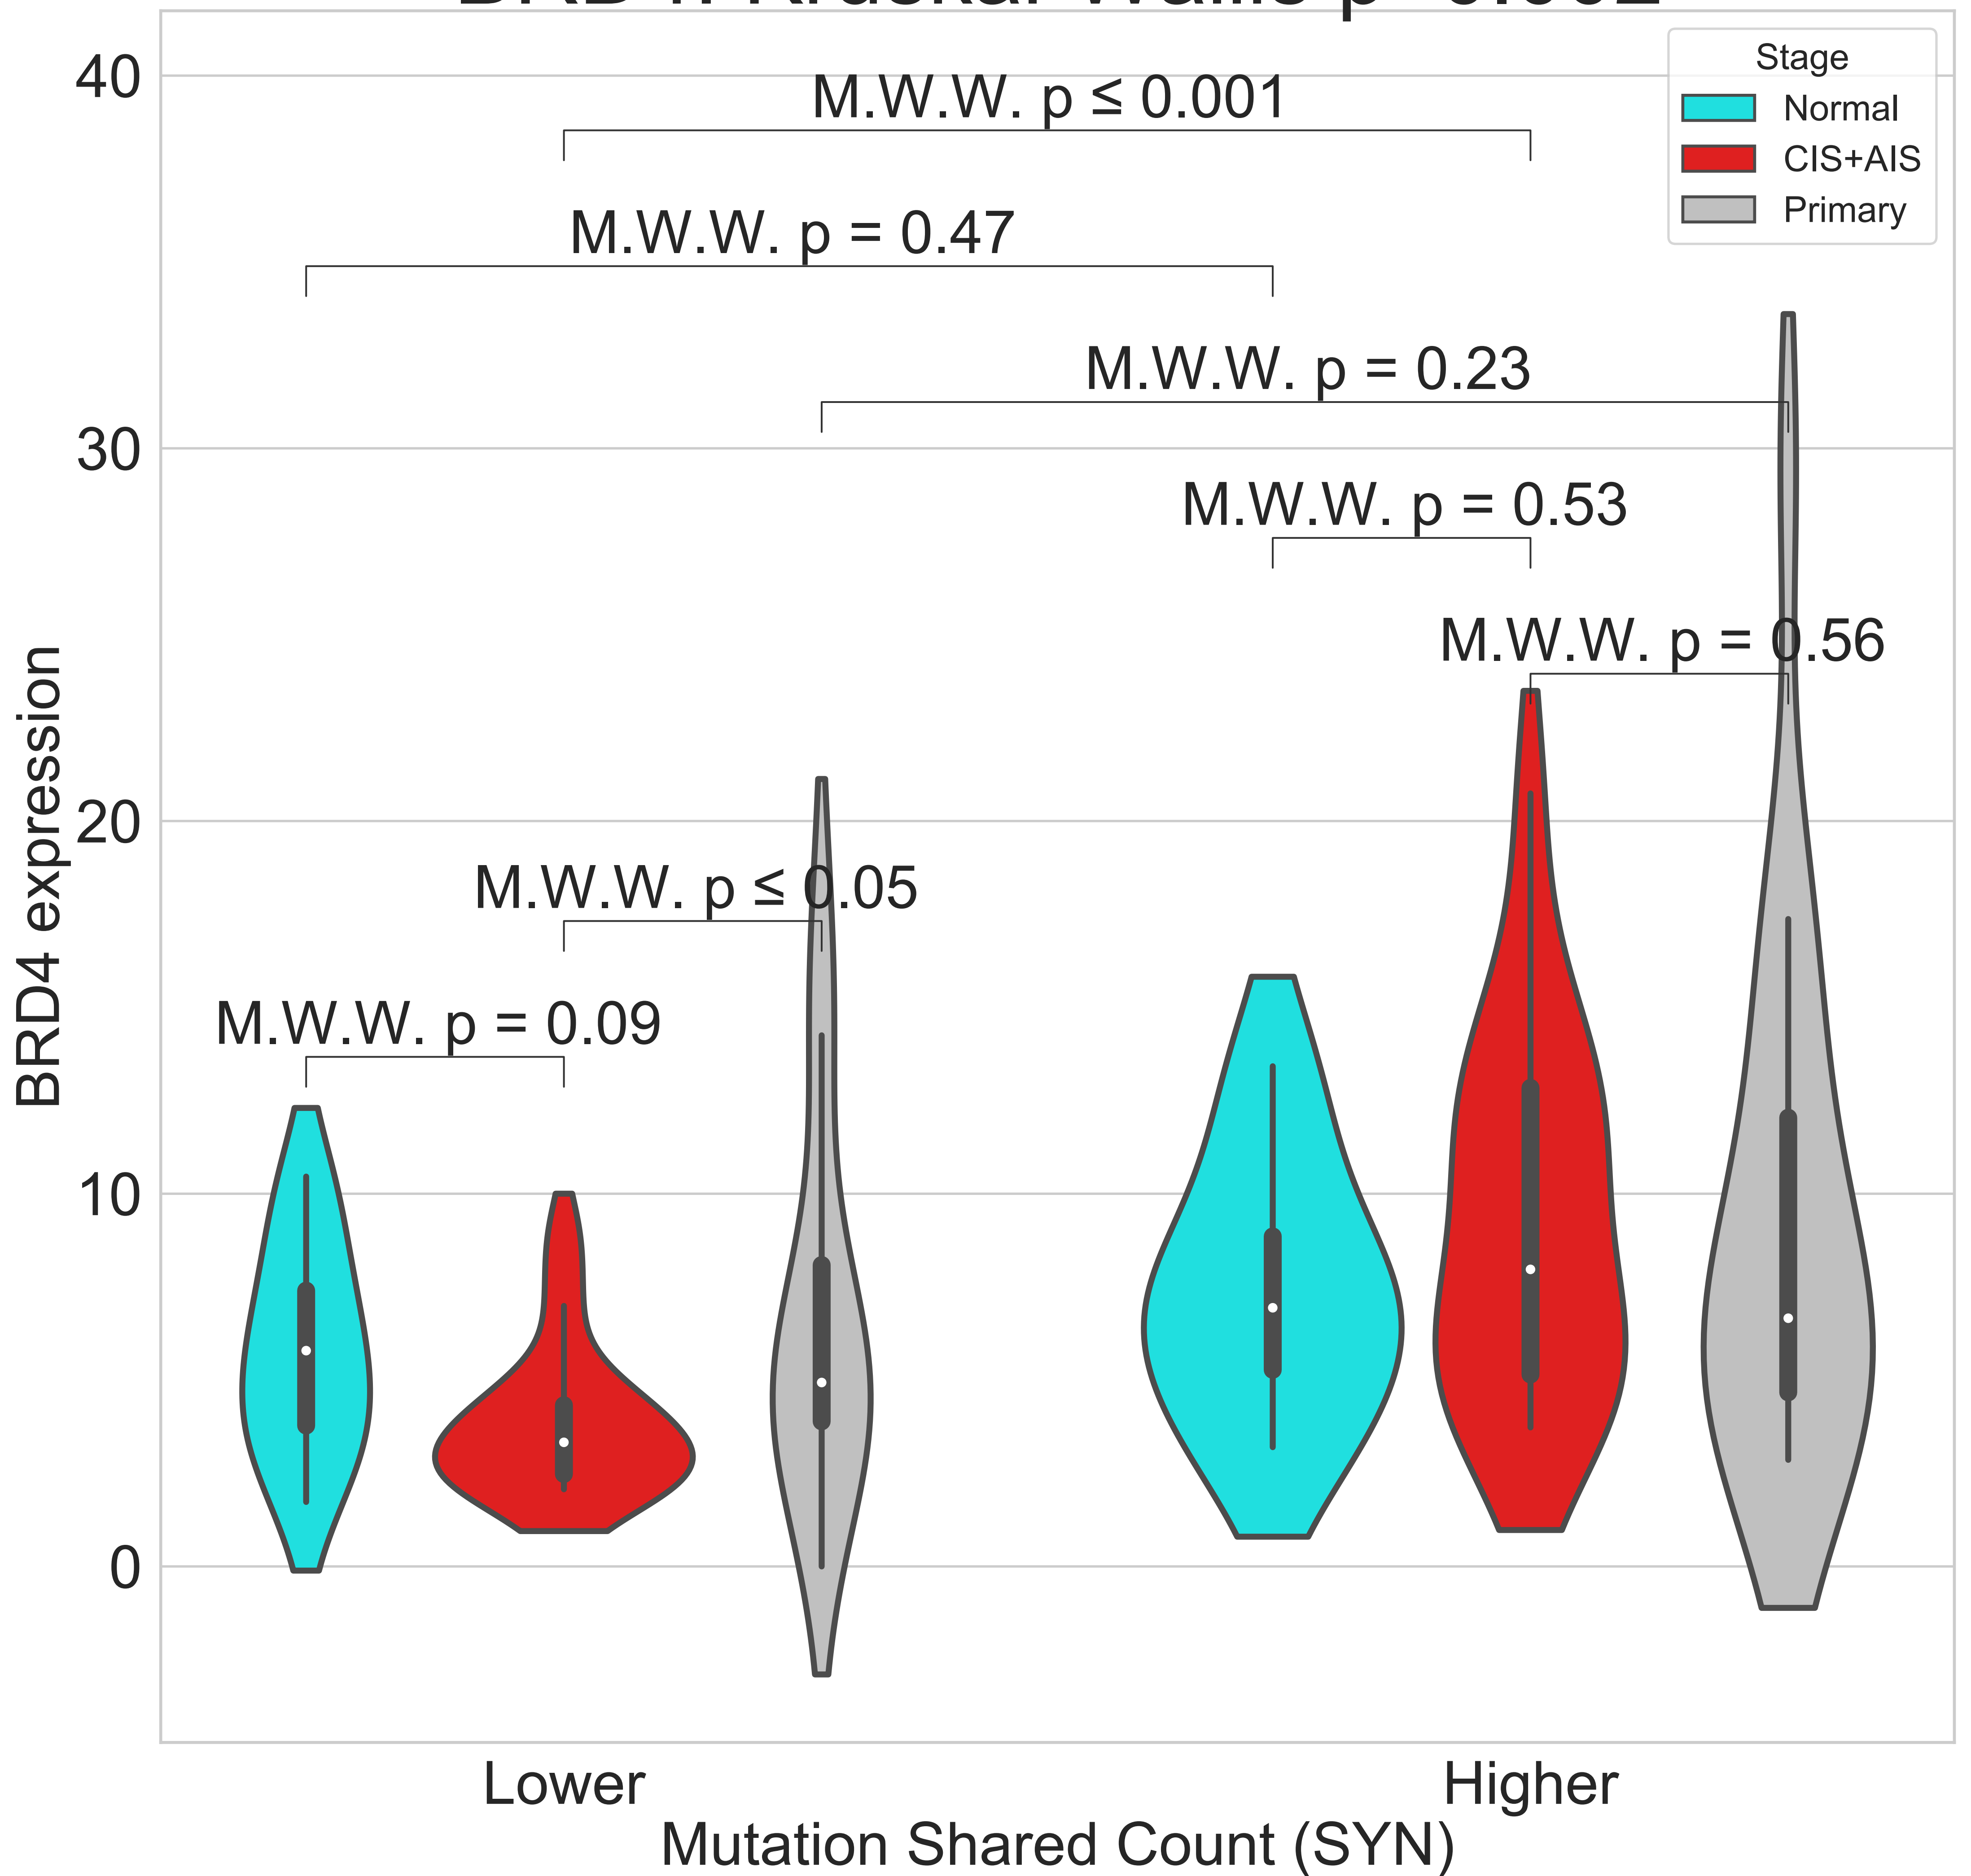 Stage
Normal
CIS+AIS
Primary
M.W.W. p ≤ 0.001
M.W.W. p = 0.47
M.W.W. p = 0.23
M.W.W. p = 0.53
M.W.W. p = 0.56
M.W.W. p ≤ 0.05
M.W.W. p = 0.09
40
30
20
10
0
BRD4 expression
Lower
Higher
Mutation Shared Count (SYN)